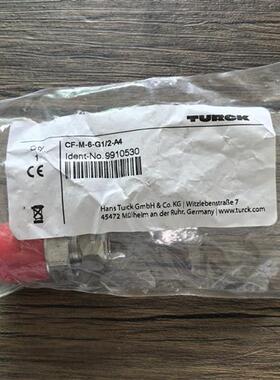 TURCK
Qty
1
CF-M-6-G1/2-A4
Ident-No. 9910530
CE
Hans Turck GmbH & Co. KG | Witzlebenstraße 7
45472 Mülheim an der Ruhr, Germany | www.turck.com